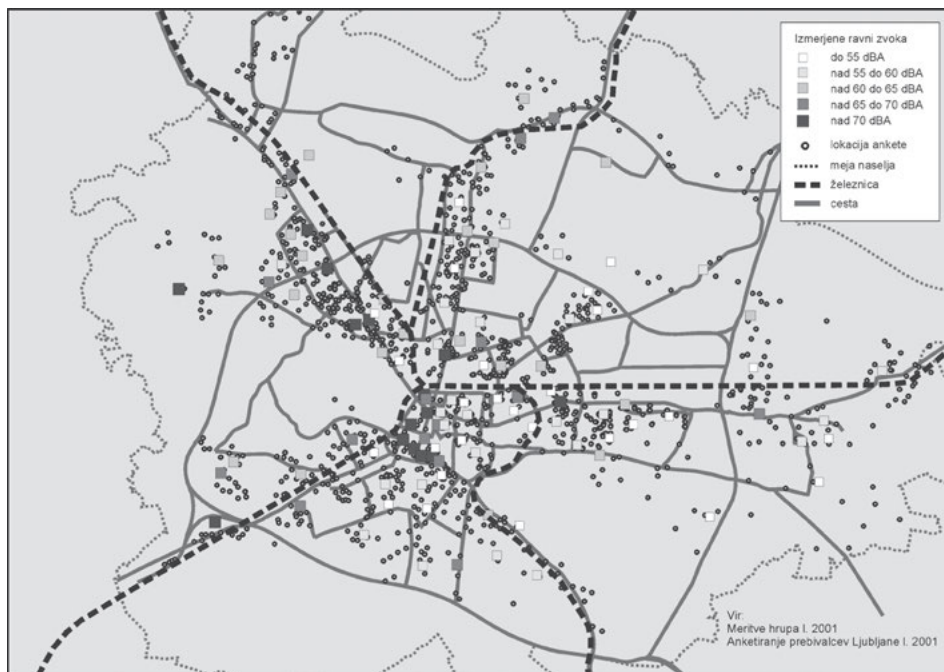 Izmerjene ravni zvoka
do 55 dBA
nad 55 do 60 dBA
nad 60 do 65 dBA
nad 65 do 70 dBA
nad 70 dBA
lokacija ankete
meja naselja
železnica
cesta
Vir:
Meritve hrupa l. 2001
Anketiranje prebivalcev Ljubljane l. 2001